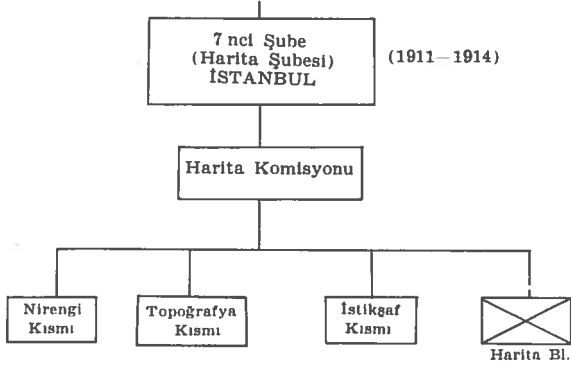 7 nci Şube
(Harita Şubesi)
İSTANBUL
(1911—1914)
Harita Komisyonu
Nirengi
Kısmı
Topoğrafya
Kısmı
İstikşaf
Kısmı
Harita Bl.